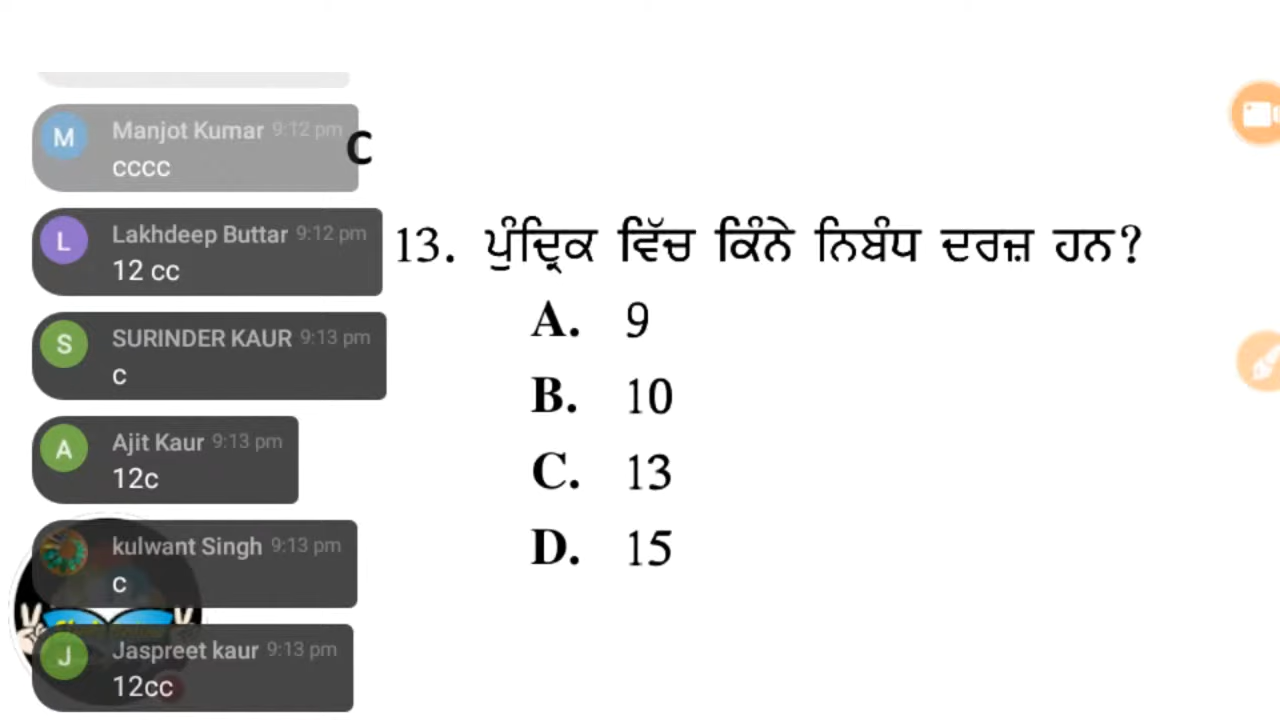 Manjot Kumar 9:12 pm
cccc
C
Lakhdeep Buttar 9:12 pm
12 cc
SURINDER KAUR 9:13 pm
c
Ajit Kaur 9:13 pm
12c
kulwant Singh 9:13 pm
c
Jaspreet kaur 9:13 pm
12cc
13. ਪੁੰਦ੍ਰਿਕ ਵਿੱਚ ਕਿੰਨੇ ਨਿਬੰਧ ਦਰਜ਼ ਹਨ?
A. 9
B. 10
C. 13
D. 15